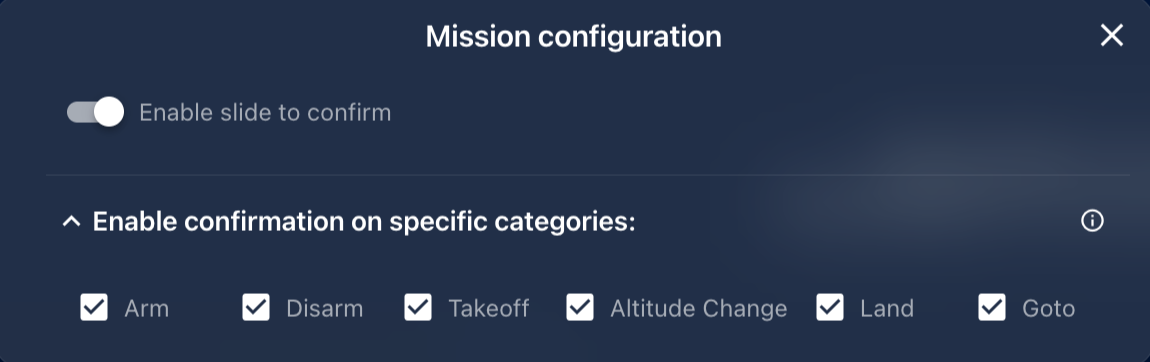 Mission configuration
Enable slide to confirm
Enable confirmation on specific categories:
Arm Disarm Takeoff Altitude Change Land Goto